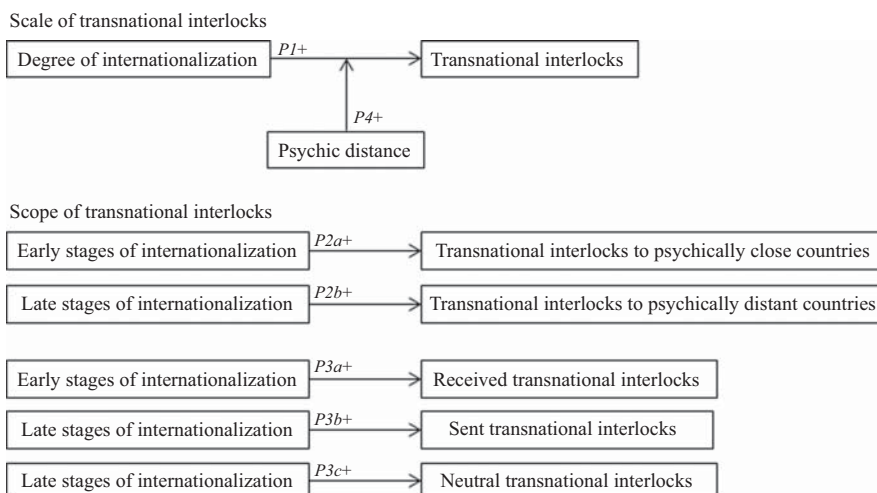 Scale of transnational interlocks
Degree of internationalization P1+ Transnational interlocks
P4+
Psychic distance
Scope of transnational interlocks
Early stages of internationalization P2a+ Transnational interlocks to psychically close countries
Late stages of internationalization P2b+ Transnational interlocks to psychically distant countries
Early stages of internationalization P3a+ Received transnational interlocks
Late stages of internationalization P3b+ Sent transnational interlocks
Late stages of internationalization P3c+ Neutral transnational interlocks